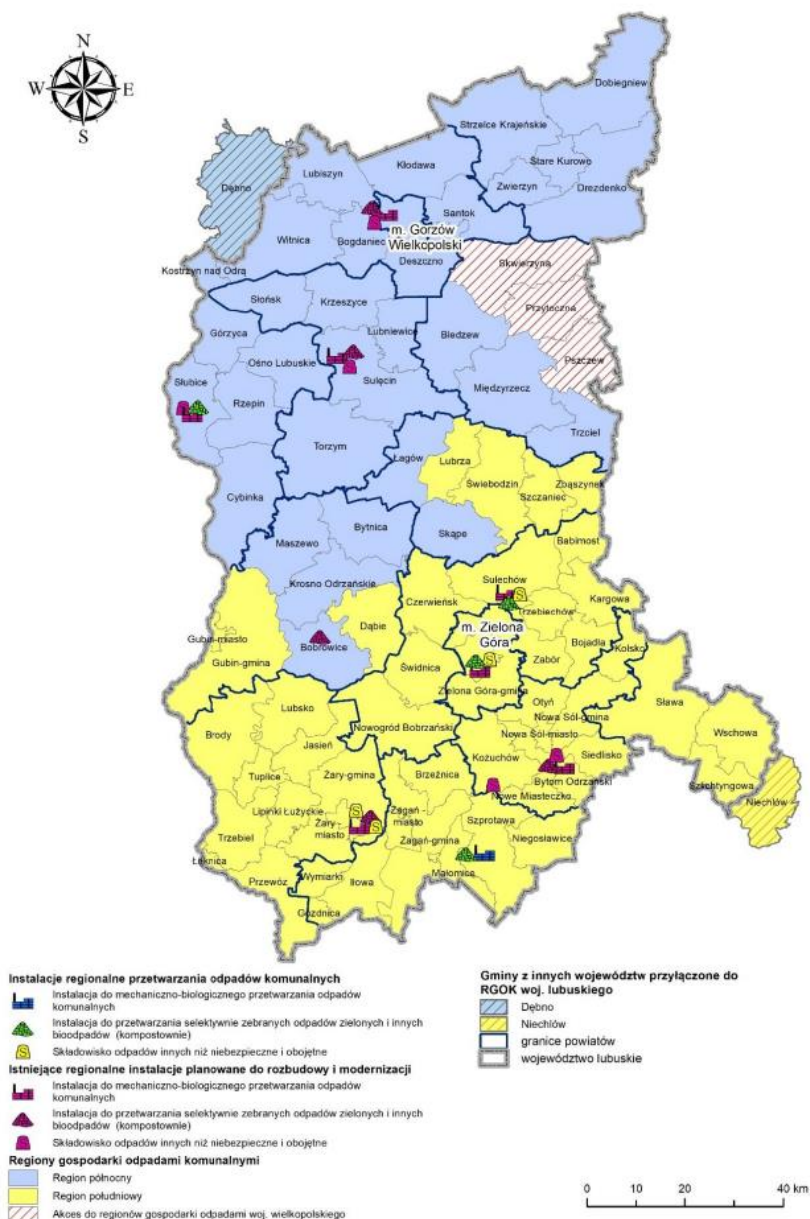 N
W E
S
Dobiegniew
Strzelce Krajeńskie
Kłodawa
Stare Kurowo
Lubiszyn
Dębno
Zwierzyn
Drezdenko
Santok
m. Gorzów
Wielkopolski
Witnica
Bogdaniec
Deszczno
Skwierzyna
Kostrzyn nad Odrą
Słońsk
Krzeszyce
Przytoczna
Lubniewice
Bledzew
Górzyca
Pszczew
Ośno Lubuskie
Słubice
Sulęcin
Międzyrzecz
Rzepin
Trzciel
Torzym
Łagów
Lubrza
Świebodzin
Zbąszynek
Szczaniec
Cybinka
Bytnica
Skąpe
Maszewo
Babimost
Krosno Odrzańskie
Sulechów
Czerwieńsk
Kargowa
Trzebiechów
Dąbie
m. Zielona
Góra
Gubin-miasto
Bobrowice
Bojadła
Kolsko
Gubin-gmina
Zabór
Świdnica
Zielona Góra-gmina
Sława
Otyń
Lubsko
Nowa Sól-gmina
Nowogród Bobrzański
Wschowa
Brody
Nowa Sól-miasto
Jasień
Kożuchów
Siedlisko
Żary-gmina
Brzeźnica
Szlichtyngowa
Tuplice
Bytom Odrzański
Nowe Miasteczko
Niechlów
Lipinki Łużyckie
Żagań-
miasto
Szprotawa
Żary-
miasto
Trzebiel
Żagań-gmina
Niegosławice
Łęknica
Małomice
Przewóz
Wymiarki
Iłowa
Gozdnica
Instalacje regionalne przetwarzania odpadów komunalnych
Instalacja do mechaniczno-biologicznego przetwarzania odpadów
komunalnych
Instalacja do przetwarzania selektywnie zebranych odpadów zielonych i innych
bioodpadów (kompostownie)
S Składowisko odpadów innych niż niebezpieczne i obojętne
Istniejące regionalne instalacje planowane do rozbudowy i modernizacji
Instalacja do mechaniczno-biologicznego przetwarzania odpadów
komunalnych
Instalacja do przetwarzania selektywnie zebranych odpadów zielonych i innych
bioodpadów (kompostownie)
Składowisko odpadów innych niż niebezpieczne i obojętne
Regiony gospodarki odpadami komunalnymi
Region północny
Region południowy
Akces do regionów gospodarki odpadami woj. wielkopolskiego
Gminy z innych województw przyłączone do
RGOK woj. lubuskiego
Dębno
Niechlów
granice powiatów
województwo lubuskie
0 10 20 40 km